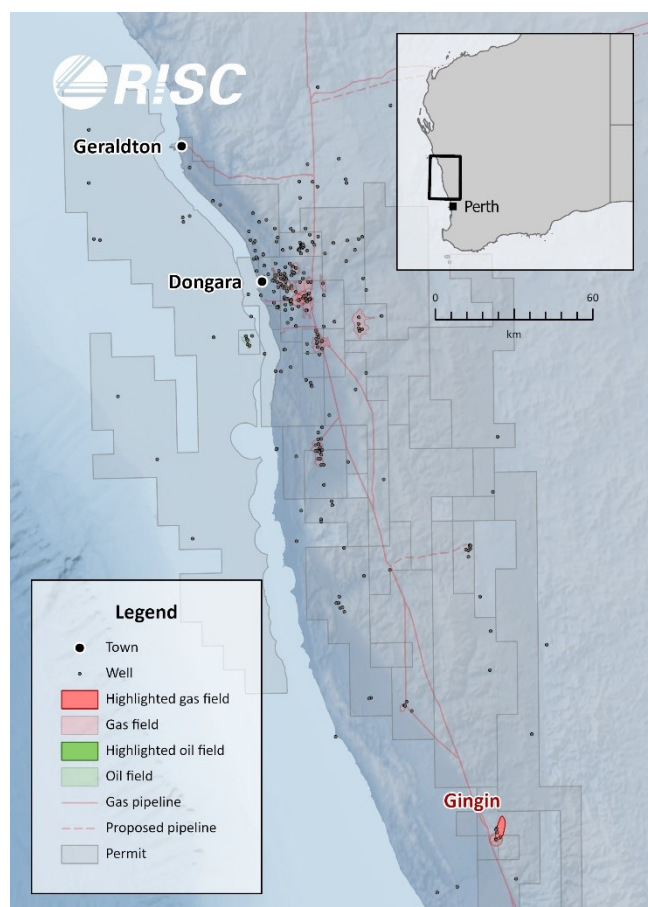 R!SC
Geraldton
Perth
Dongara
0 60
km
Legend
Town
Well
Highlighted gas field
Gas field
Highlighted oil field
Oil field
Gas pipeline
Proposed pipeline
Permit
Gingin